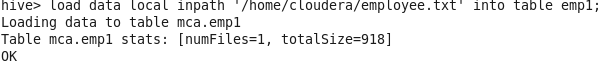 hive> load data local inpath '/home/cloudera/employee.txt' into table emp1;
Loading data to table mca.emp1
Table mca.emp1 stats: [numFiles=1, totalSize=918]
OK